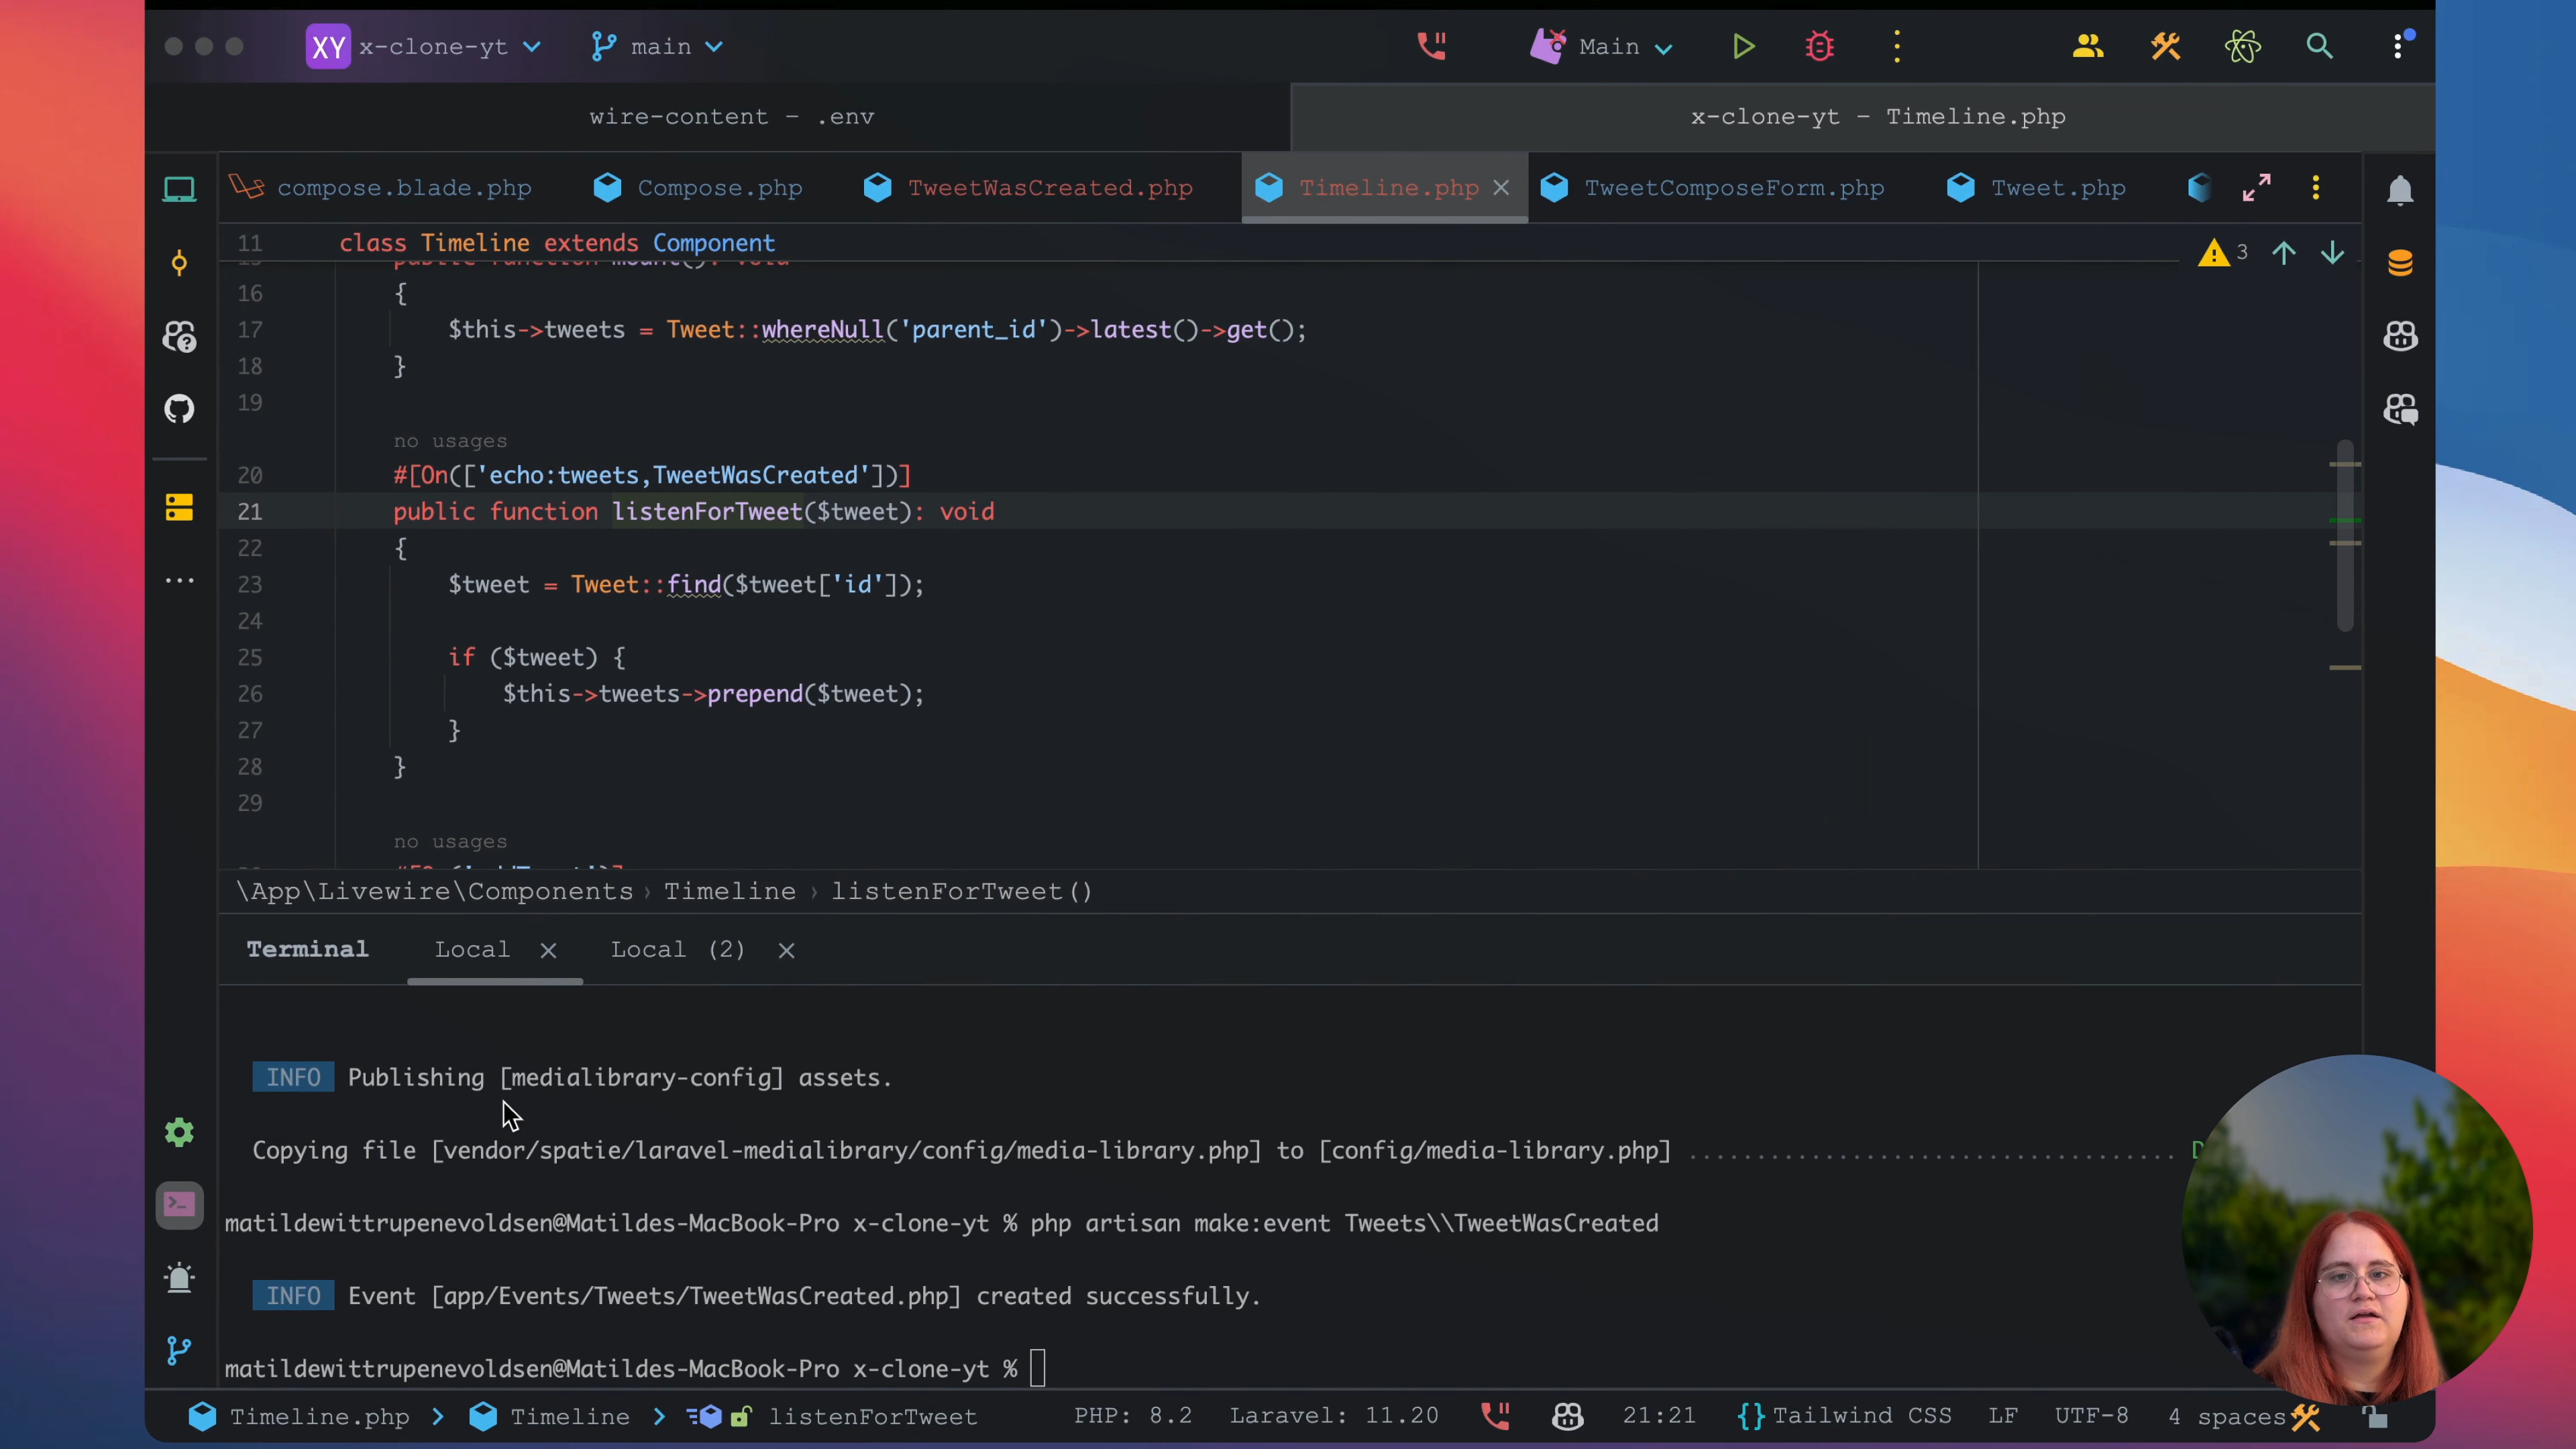 XY x-clone-yt main Main
wire-content – .env x-clone-yt – Timeline.php
compose.blade.php Compose.php TweetWasCreated.php Timeline.php TweetComposeForm.php Tweet.php
11 class Timeline extends Component 3
16 {
17 $this->tweets = Tweet::whereNull('parent_id')->latest()->get();
18 }
19
no usages
20 #[On(['echo:tweets,TweetWasCreated'])]
21 public function listenForTweet($tweet): void
22 {
23 $tweet = Tweet::find($tweet['id']);
24
25 if ($tweet) {
26 $this->tweets->prepend($tweet);
27 }
28 }
29
no usages
\App\Livewire\Components › Timeline › listenForTweet()
Terminal Local Local (2)
INFO Publishing [medialibrary-config] assets.
Copying file [vendor/spatie/laravel-medialibrary/config/media-library.php] to [config/media-library.php] ...................................
matildewittrupenevoldsen@Matildes-MacBook-Pro x-clone-yt % php artisan make:event Tweets\\TweetWasCreated
INFO Event [app/Events/Tweets/TweetWasCreated.php] created successfully.
matildewittrupenevoldsen@Matildes-MacBook-Pro x-clone-yt %
Timeline.php > Timeline > listenForTweet PHP: 8.2 Laravel: 11.20 21:21 {} Tailwind CSS LF UTF-8 4 spaces